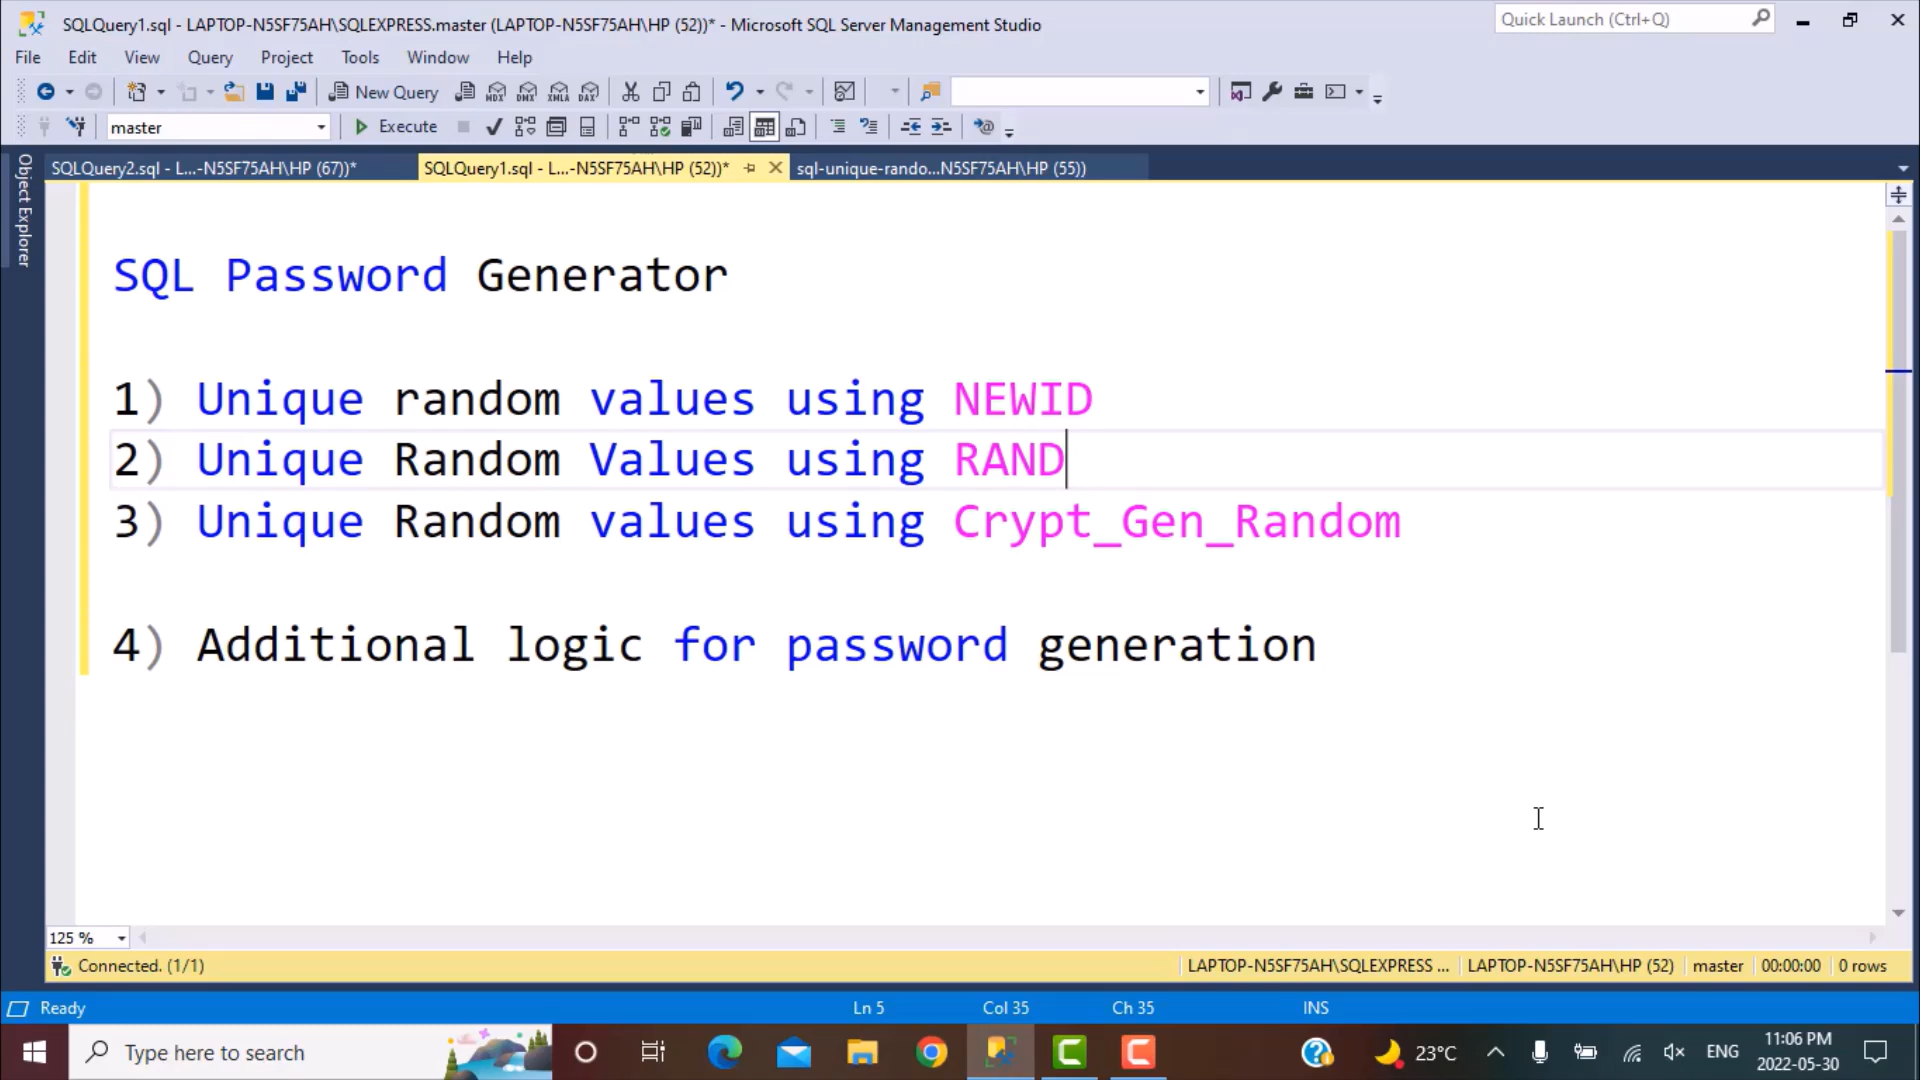 SQLQuery1.sql - LAPTOP-N5SF75AH\SQLEXPRESS.master (LAPTOP-N5SF75AH\HP (52))* - Microsoft SQL Server Management Studio
Quick Launch (Ctrl+Q)
File Edit View Query Project Tools Window Help
New Query MDX DMX XMLA DAX
master Execute
Object Explorer
SQLQuery2.sql - L...-N5SF75AH\HP (67))* SQLQuery1.sql - L...-N5SF75AH\HP (52))* sql-unique-rando...N5SF75AH\HP (55))
SQL Password Generator
1) Unique random values using NEWID
2) Unique Random Values using RAND
3) Unique Random values using Crypt_Gen_Random
4) Additional logic for password generation
125 %
Connected. (1/1) LAPTOP-N5SF75AH\SQLEXPRESS ... LAPTOP-N5SF75AH\HP (52) master 00:00:00 0 rows
Ready Ln 5 Col 35 Ch 35 INS
Type here to search 23°C ENG 11:06 PM
2022-05-30